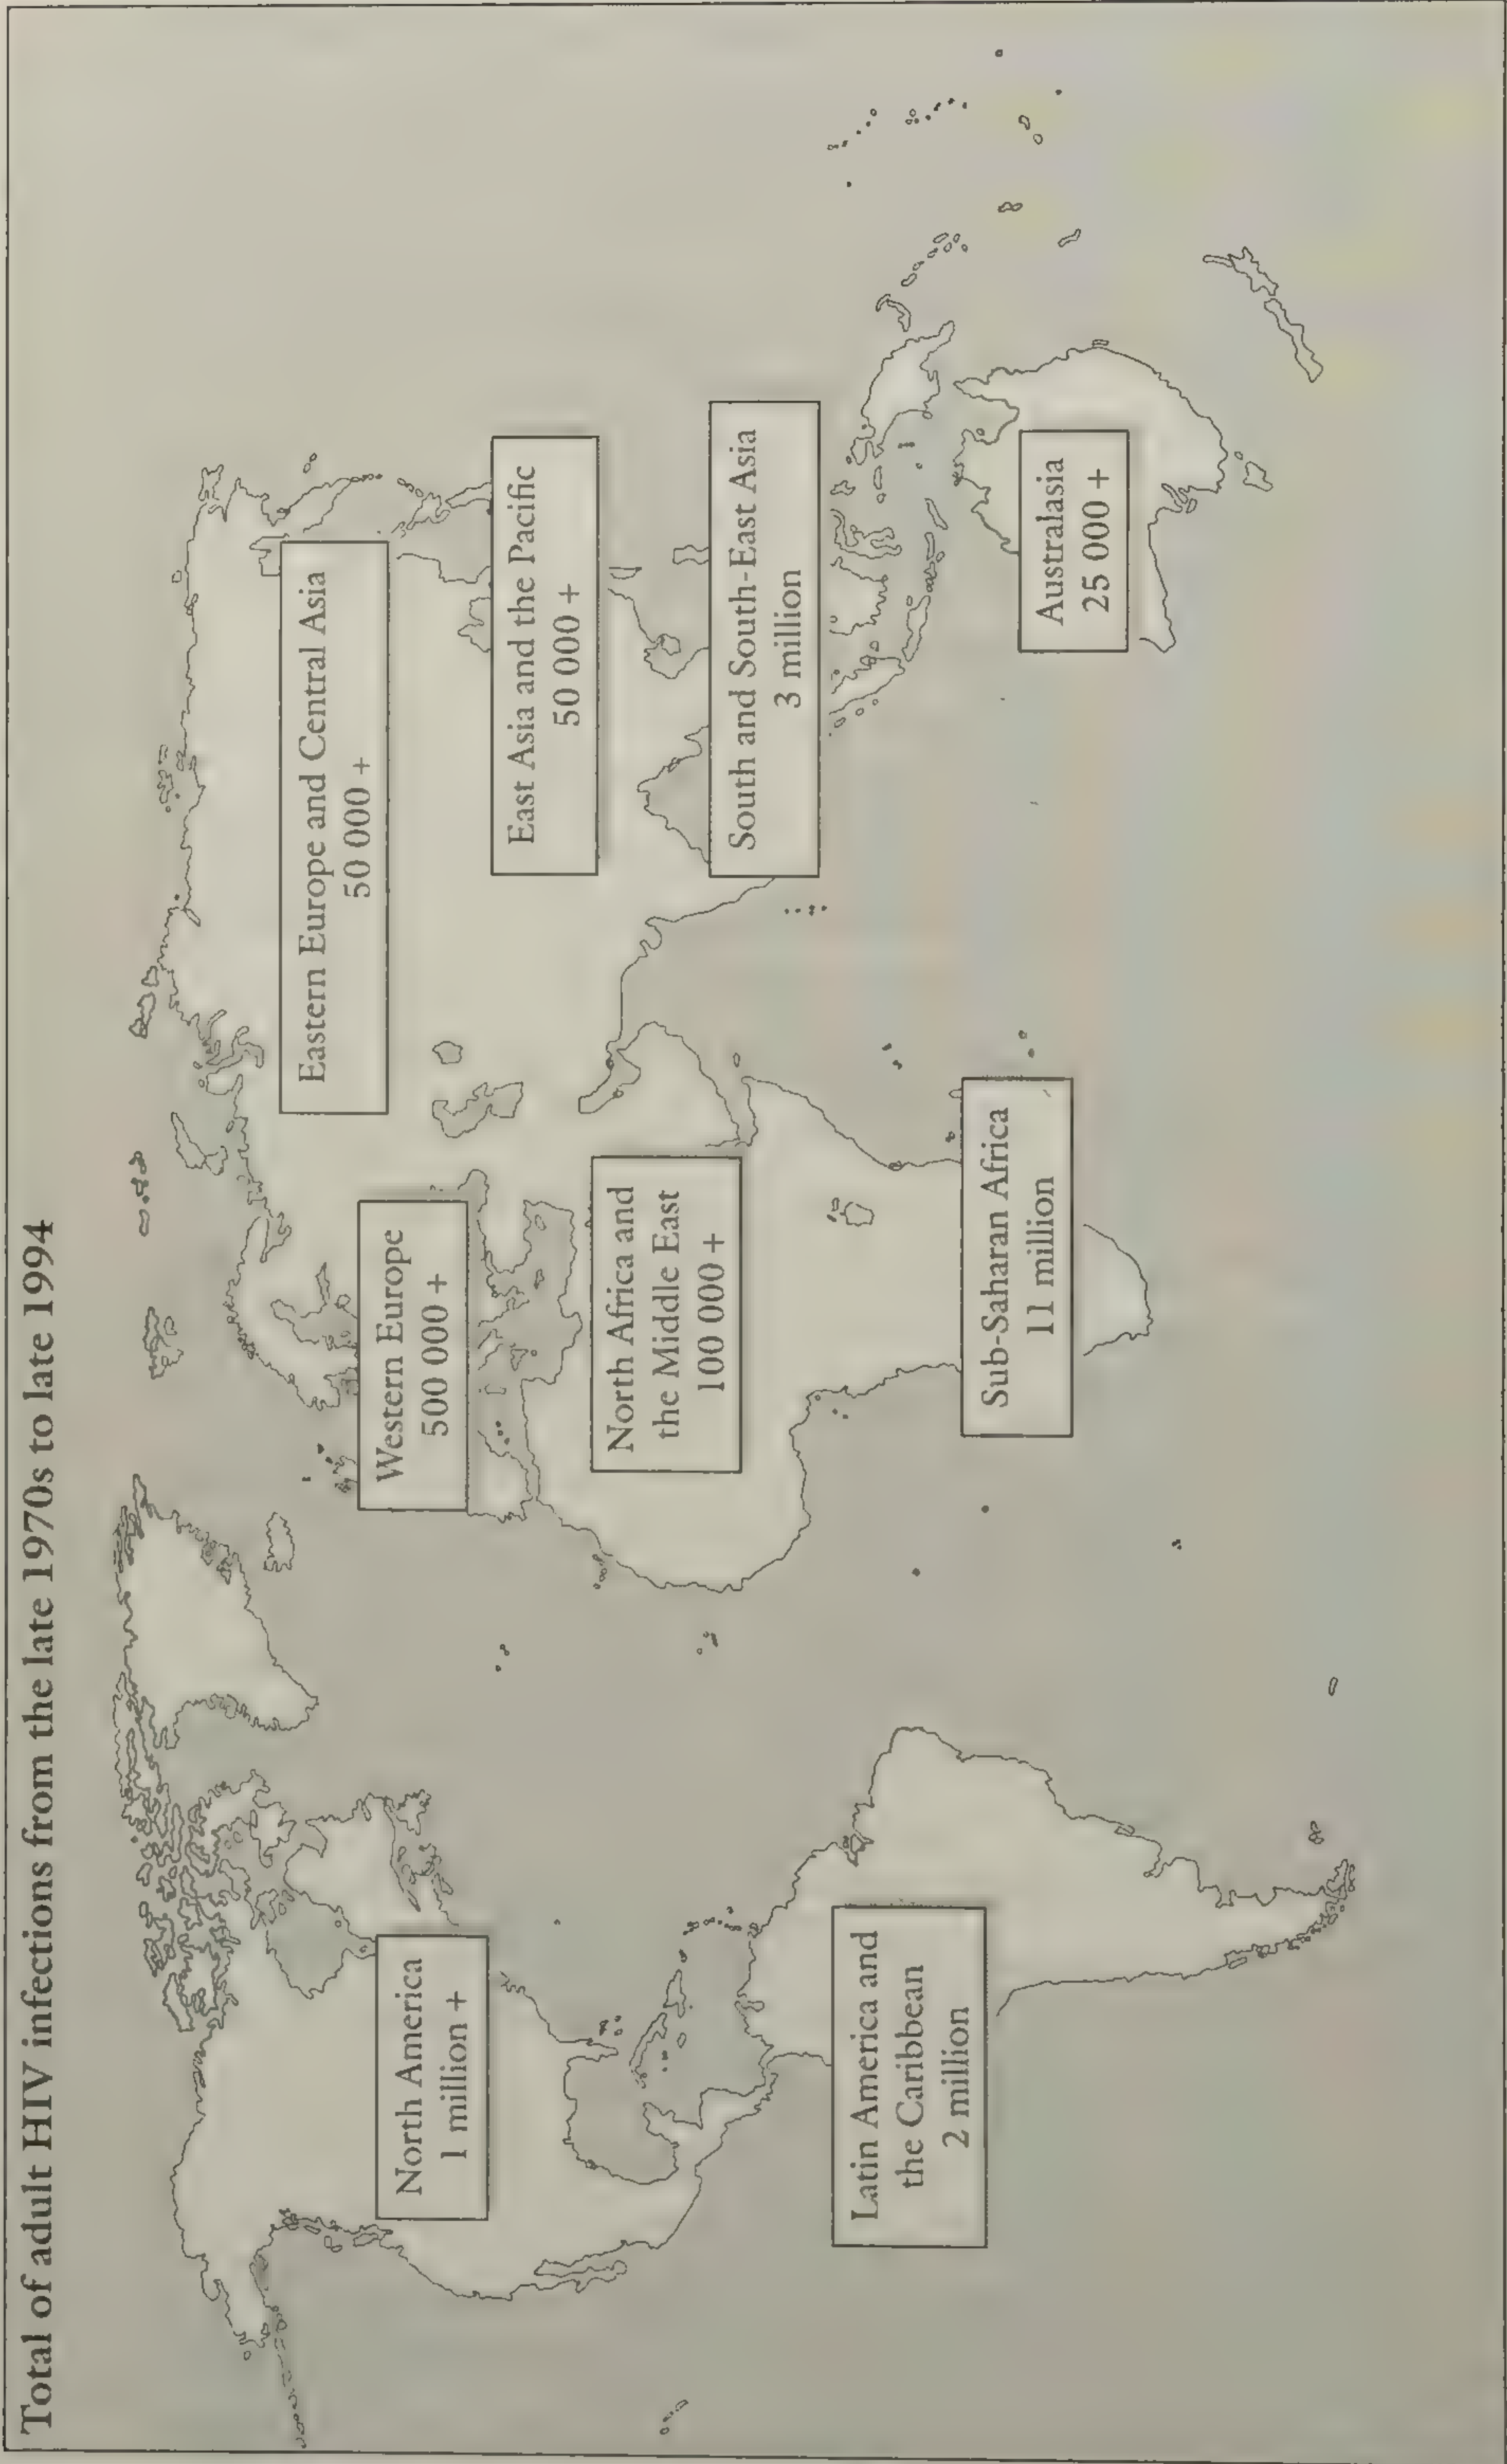 Total of adult HIV infections from the late 1970s to late 1994
North America
1 million +
Western Europe
500 000 +
Eastern Europe and Central Asia
50 000 +
East Asia and the Pacific
50 000 +
North Africa and
the Middle East
100 000 +
South and South-East Asia
3 million
Latin America and
the Caribbean
2 million
Sub-Saharan Africa
11 million
Australasia
25 000 +